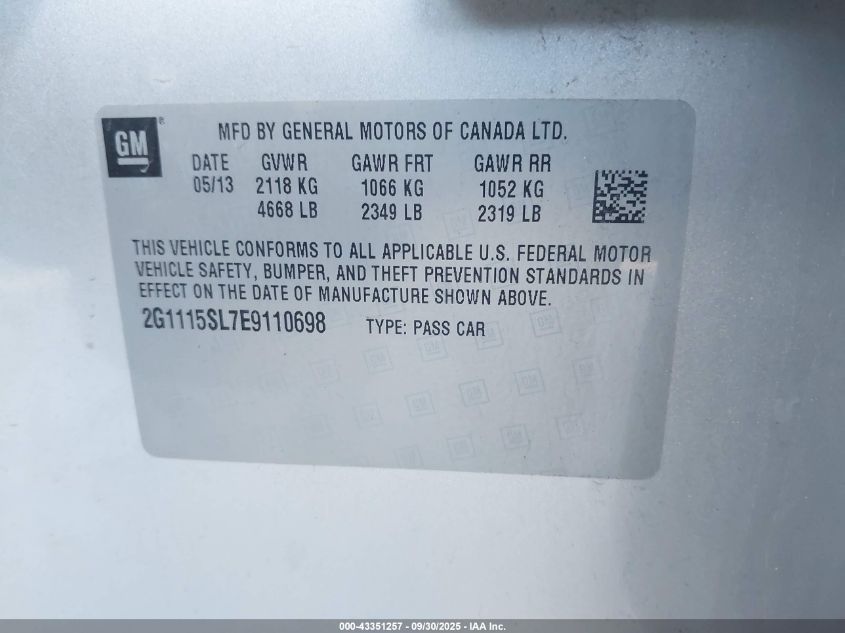 GM ®
MFD BY GENERAL MOTORS OF CANADA LTD.
DATE GVWR GAWR FRT GAWR RR
05/13 2118 KG 1066 KG 1052 KG
4668 LB 2349 LB 2319 LB
THIS VEHICLE CONFORMS TO ALL APPLICABLE U.S. FEDERAL MOTOR
VEHICLE SAFETY, BUMPER, AND THEFT PREVENTION STANDARDS IN
EFFECT ON THE DATE OF MANUFACTURE SHOWN ABOVE.
2G1115SL7E9110698 TYPE: PASS CAR
000-43351257 - 09/30/2025 - IAA Inc.